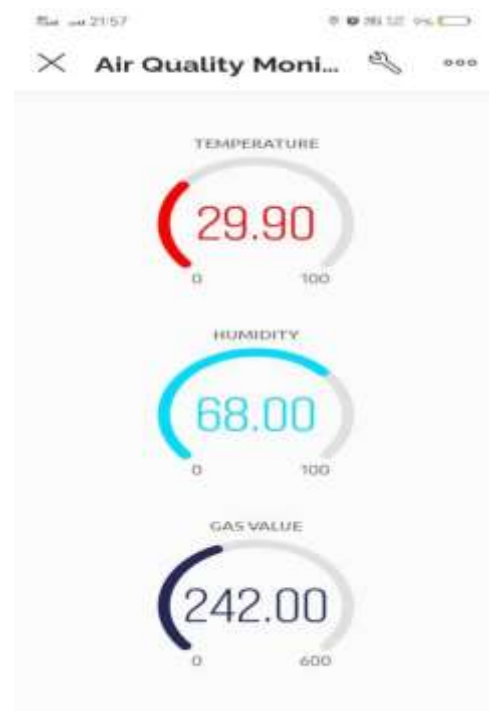 21:57
9%
Air Quality Moni...
TEMPERATURE
29.90
0 100
HUMIDITY
68.00
0 100
GAS VALUE
242.00
0 600